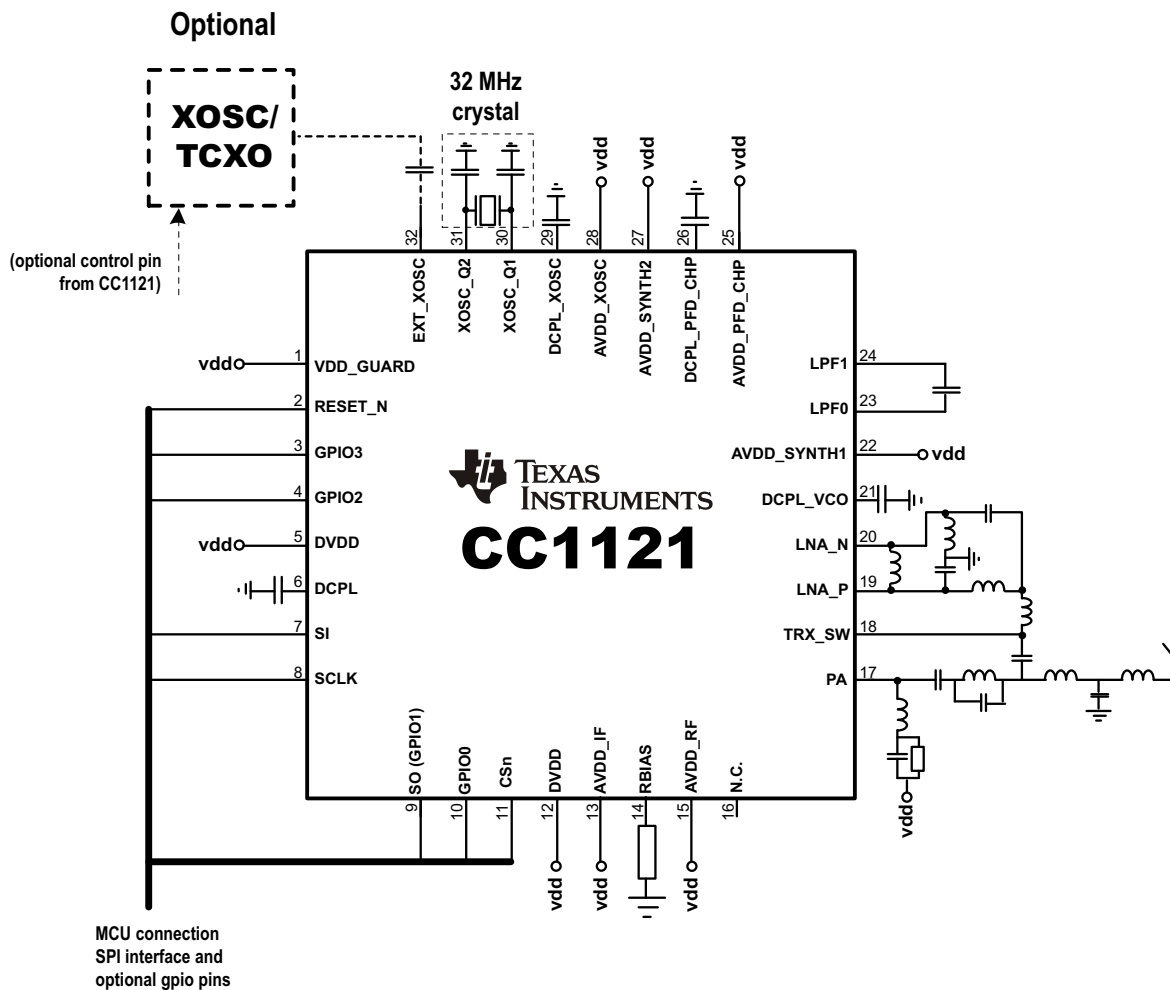 Optional
XOSC/
TCXO
32 MHz
crystal
(optional control pin
from CC1121)
vdd
vdd
vdd
32
31
30
29
28
27
26
25
EXT_XOSC
XOSC_Q2
XOSC_Q1
DCPL_XOSC
AVDD_XOSC
AVDD_SYNTH2
DCPL_PFD_CHP
AVDD_PFD_CHP
vdd
1
VDD_GUARD
2
RESET_N
3
GPIO3
4
GPIO2
vdd
5
DVDD
6
DCPL
7
SI
8
SCLK
TEXAS
INSTRUMENTS
CC1121
LPF1
24
LPF0
23
AVDD_SYNTH1
22
vdd
DCPL_VCO
21
LNA_N
20
LNA_P
19
TRX_SW
18
PA
17
vdd
SO (GPIO1)
GPIO0
CSn
DVDD
AVDD_IF
RBIAS
AVDD_RF
N.C.
9
10
11
12
13
14
15
16
vdd
vdd
vdd
MCU connection
SPI interface and
optional gpio pins